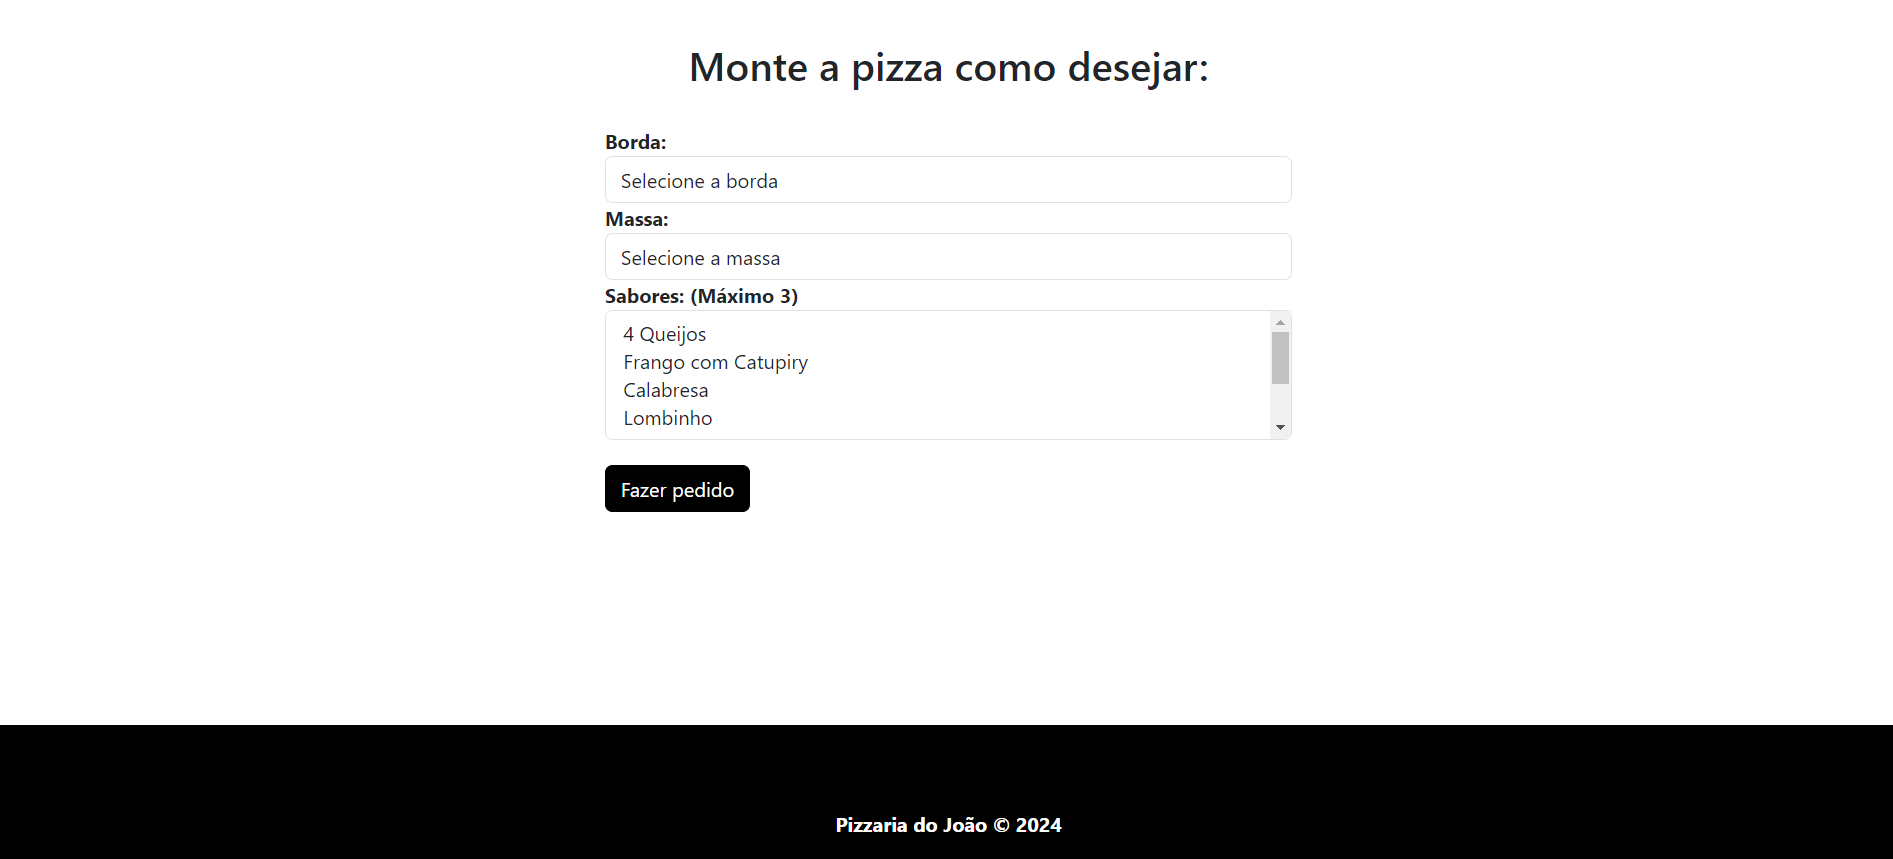 Monte a pizza como desejar:
Borda:
Selecione a borda
Massa:
Selecione a massa
Sabores: (Máximo 3)
4 Queijos
Frango com Catupiry
Calabresa
Lombinho
Fazer pedido
Pizzaria do João © 2024